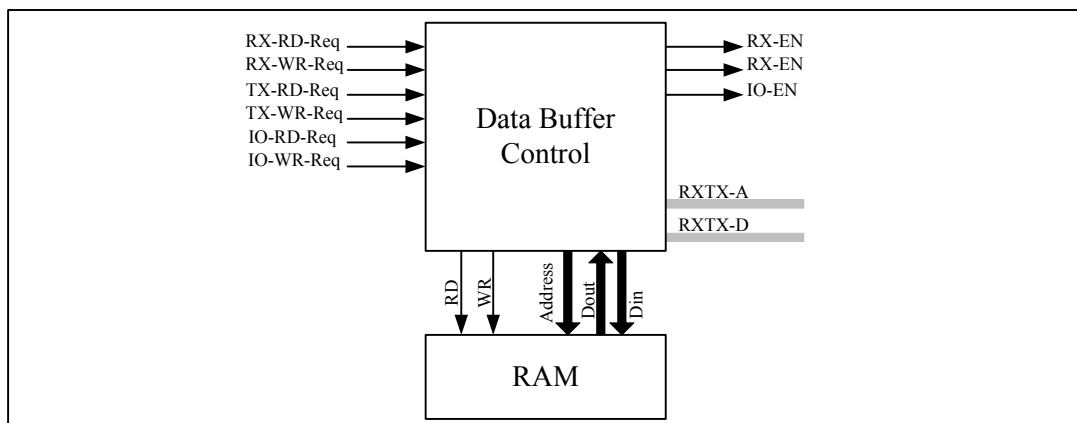 RX-RD-Req
RX-WR-Req
TX-RD-Req
TX-WR-Req
IO-RD-Req
IO-WR-Req
Data Buffer
Control
RX-EN
RX-EN
IO-EN
RXTX-A
RXTX-D
RD
WR
Address
Dout
Din
RAM